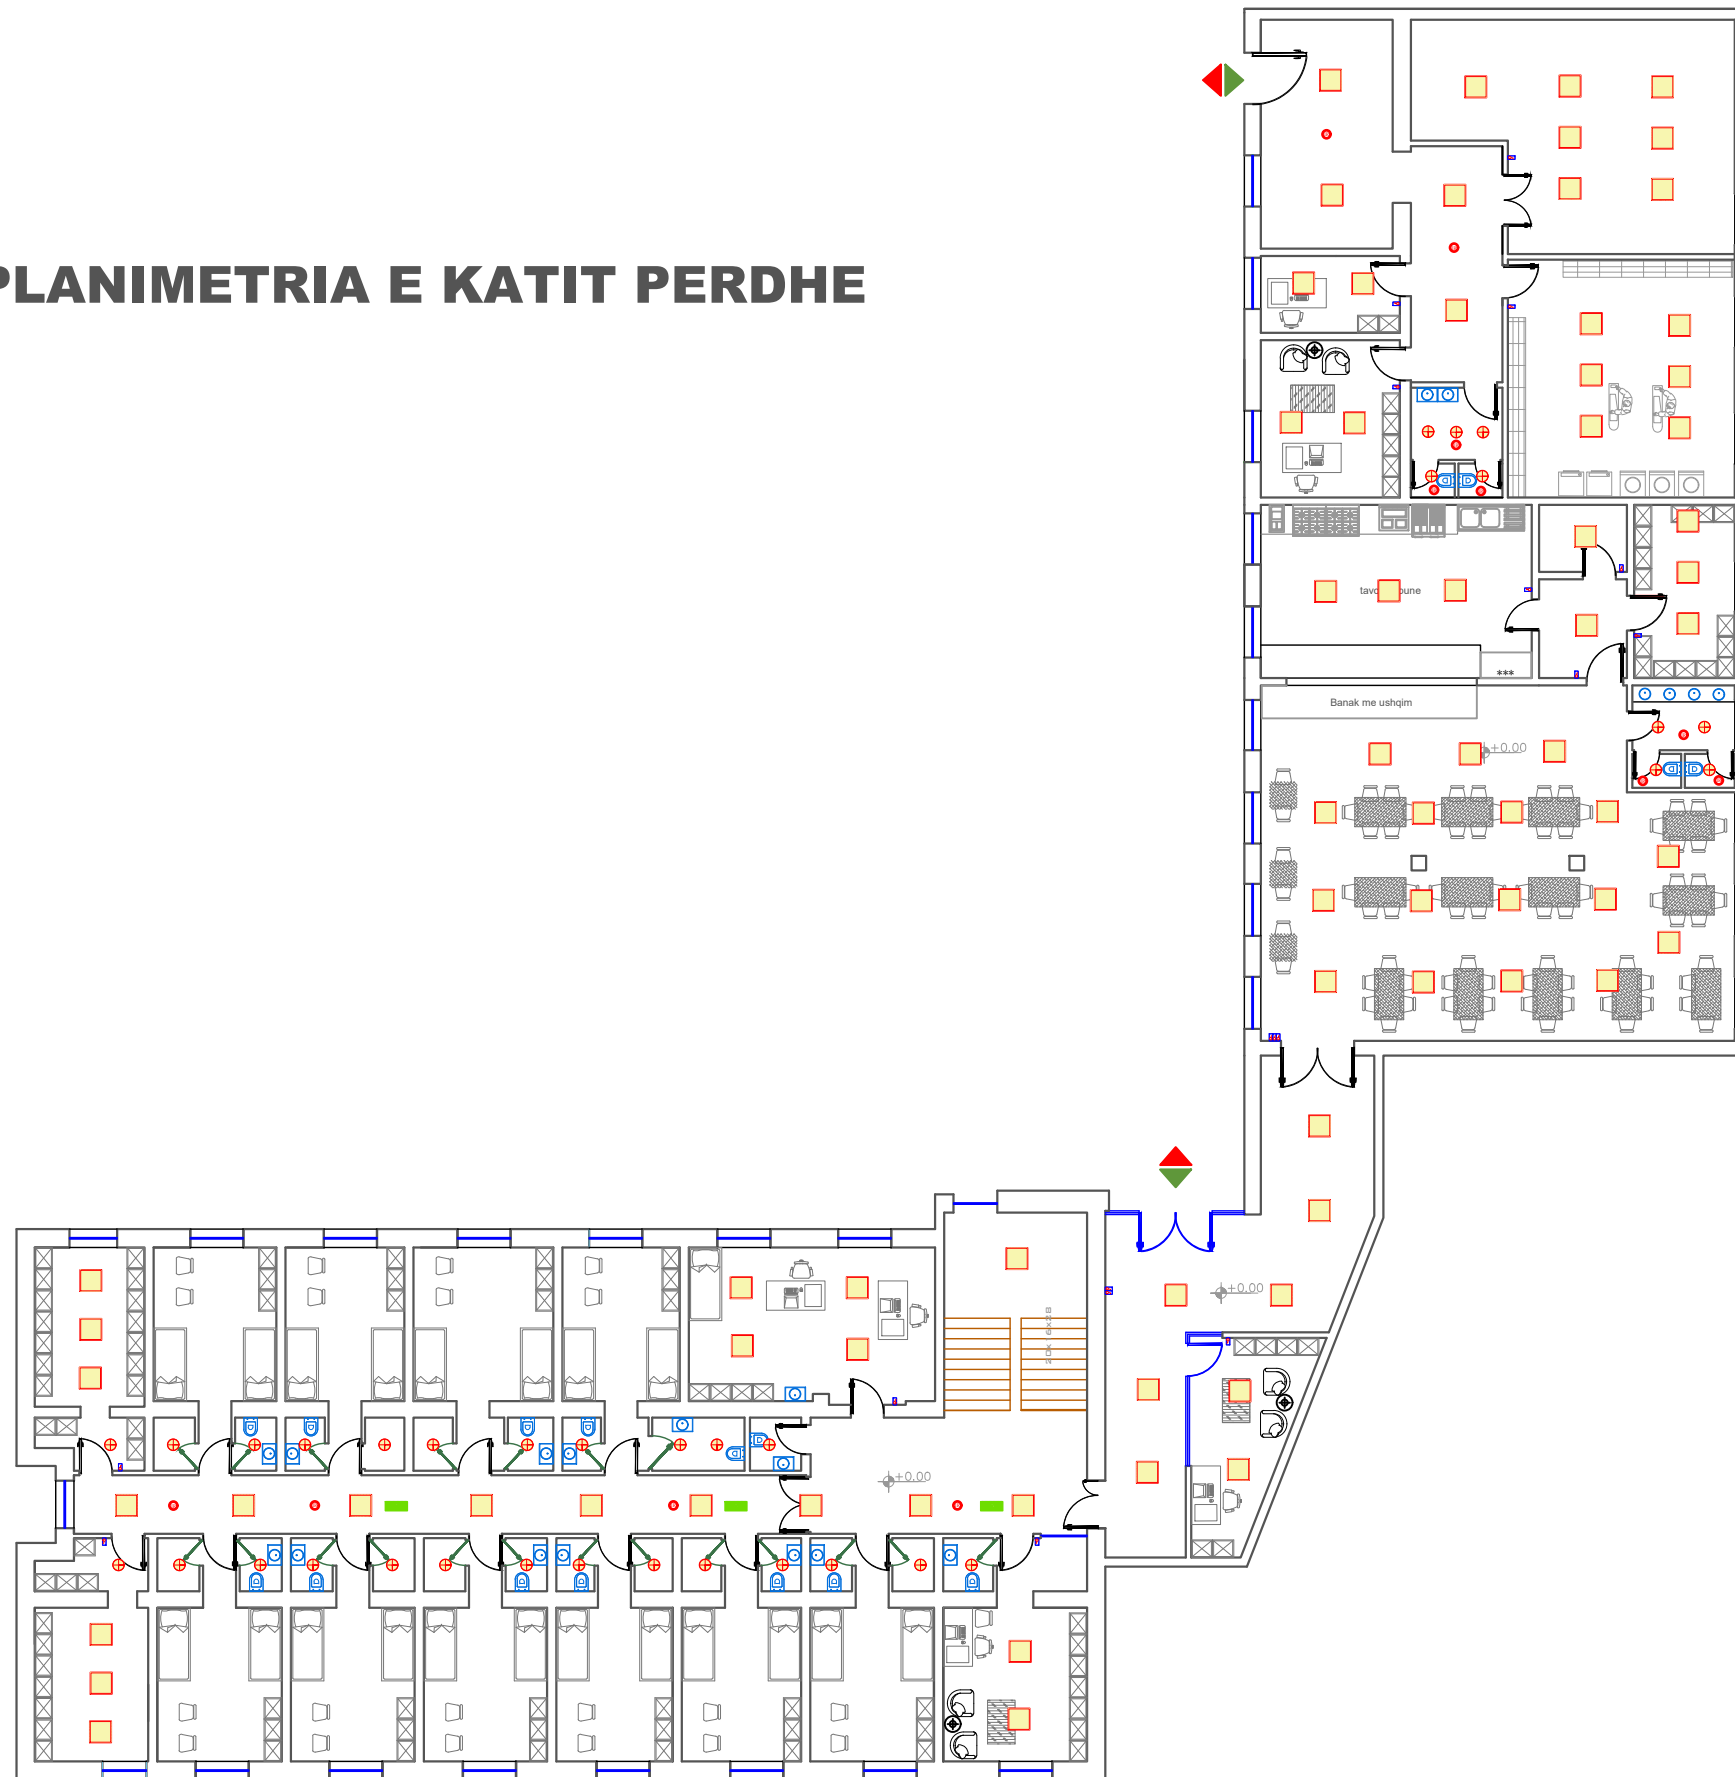 PLANIMETRIA E KATIT PERDHE
***
Banak me ushqim
+0.00
+0.00
+0.00